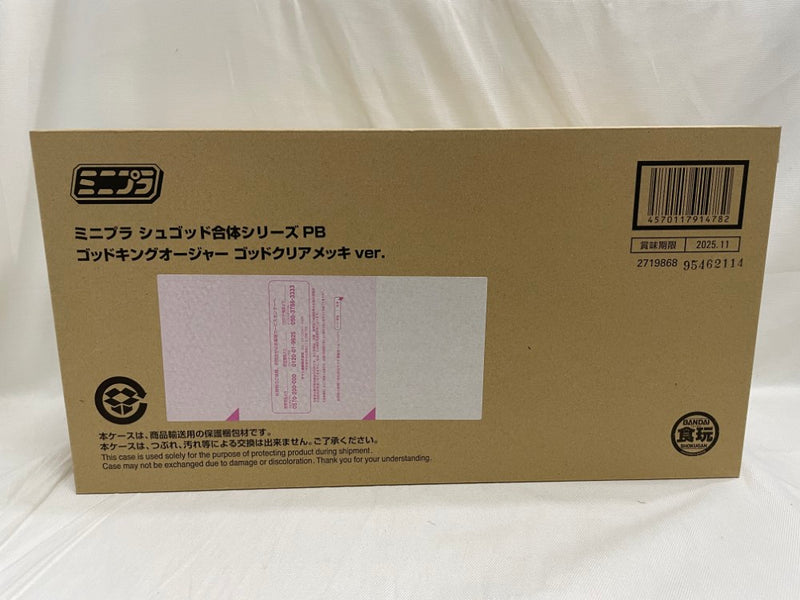 ミニプラ
ミニプラ シュゴッド合体シリーズ PB
ゴッドキングオージャー ゴッドクリアメッキ ver.
4570117914782
賞味期限 2025.11
2719868 95462114
本ケースは、商品輸送用の保護梱包材です。
本ケースは、つぶれ、汚れ等による交換は出来ません。ご了承ください。
This case is used solely for the purpose of protecting product during shipment.
Case may not be exchanged due to damage or discoloration. Thank you for your understanding.
BANDAI
食玩
SHOKUGAN